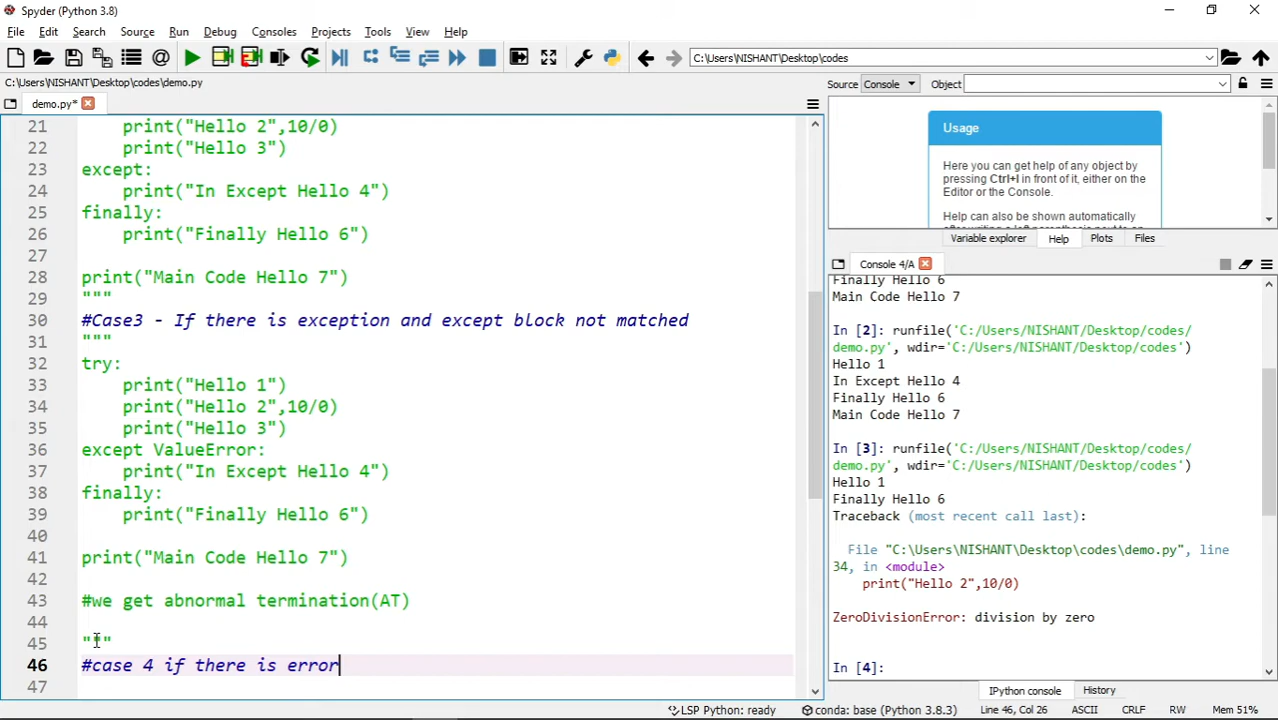 Spyder (Python 3.8)
File Edit Search Source Run Debug Consoles Projects Tools View Help
C:\Users\NISHANT\Desktop\codes
C:\Users\NISHANT\Desktop\codes\demo.py
Source Console Object
demo.py*
21 print("Hello 2",10/0)
22 print("Hello 3")
23 except:
24 print("In Except Hello 4")
25 finally:
26 print("Finally Hello 6")
27
28 print("Main Code Hello 7")
29 """
30 #Case3 - If there is exception and except block not matched
31 """
32 try:
33 print("Hello 1")
34 print("Hello 2",10/0)
35 print("Hello 3")
36 except ValueError:
37 print("In Except Hello 4")
38 finally:
39 print("Finally Hello 6")
40
41 print("Main Code Hello 7")
42
43 #we get abnormal termination(AT)
44
45 """
46 #case 4 if there is error
47
Usage
Here you can get help of any object by
pressing Ctrl+I in front of it, either on the
Editor or the Console.
Help can also be shown automatically
Variable explorer Help Plots Files
Console 4/A
Finally Hello 6
Main Code Hello 7
In [2]: runfile('C:/Users/NISHANT/Desktop/codes/
demo.py', wdir='C:/Users/NISHANT/Desktop/codes')
Hello 1
In Except Hello 4
Finally Hello 6
Main Code Hello 7
In [3]: runfile('C:/Users/NISHANT/Desktop/codes/
demo.py', wdir='C:/Users/NISHANT/Desktop/codes')
Hello 1
Finally Hello 6
Traceback (most recent call last):
File "C:\Users\NISHANT\Desktop\codes\demo.py", line
34, in <module>
print("Hello 2",10/0)
ZeroDivisionError: division by zero
In [4]:
IPython console History
LSP Python: ready conda: base (Python 3.8.3) Line 46, Col 26 ASCII CRLF RW Mem 51%